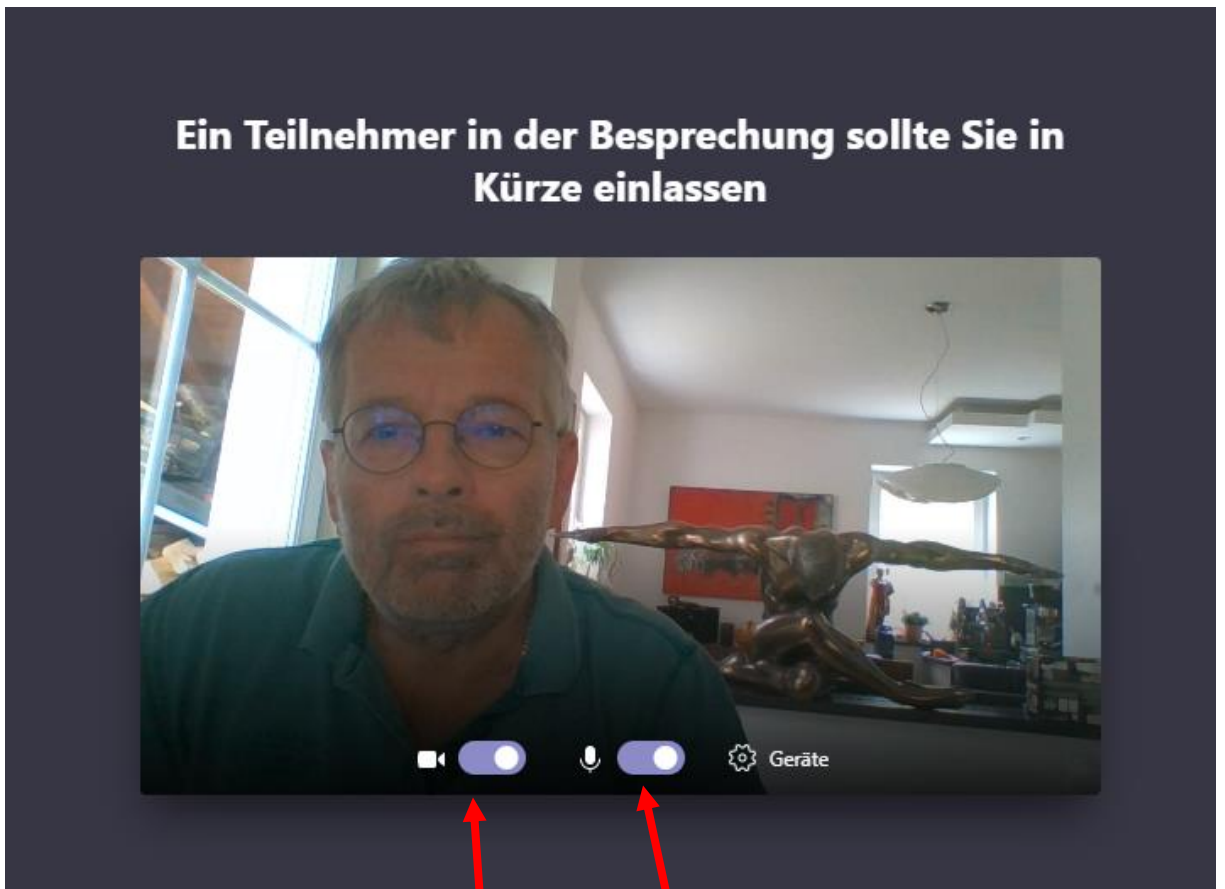 Ein Teilnehmer in der Besprechung sollte Sie in
Kürze einlassen
Geräte